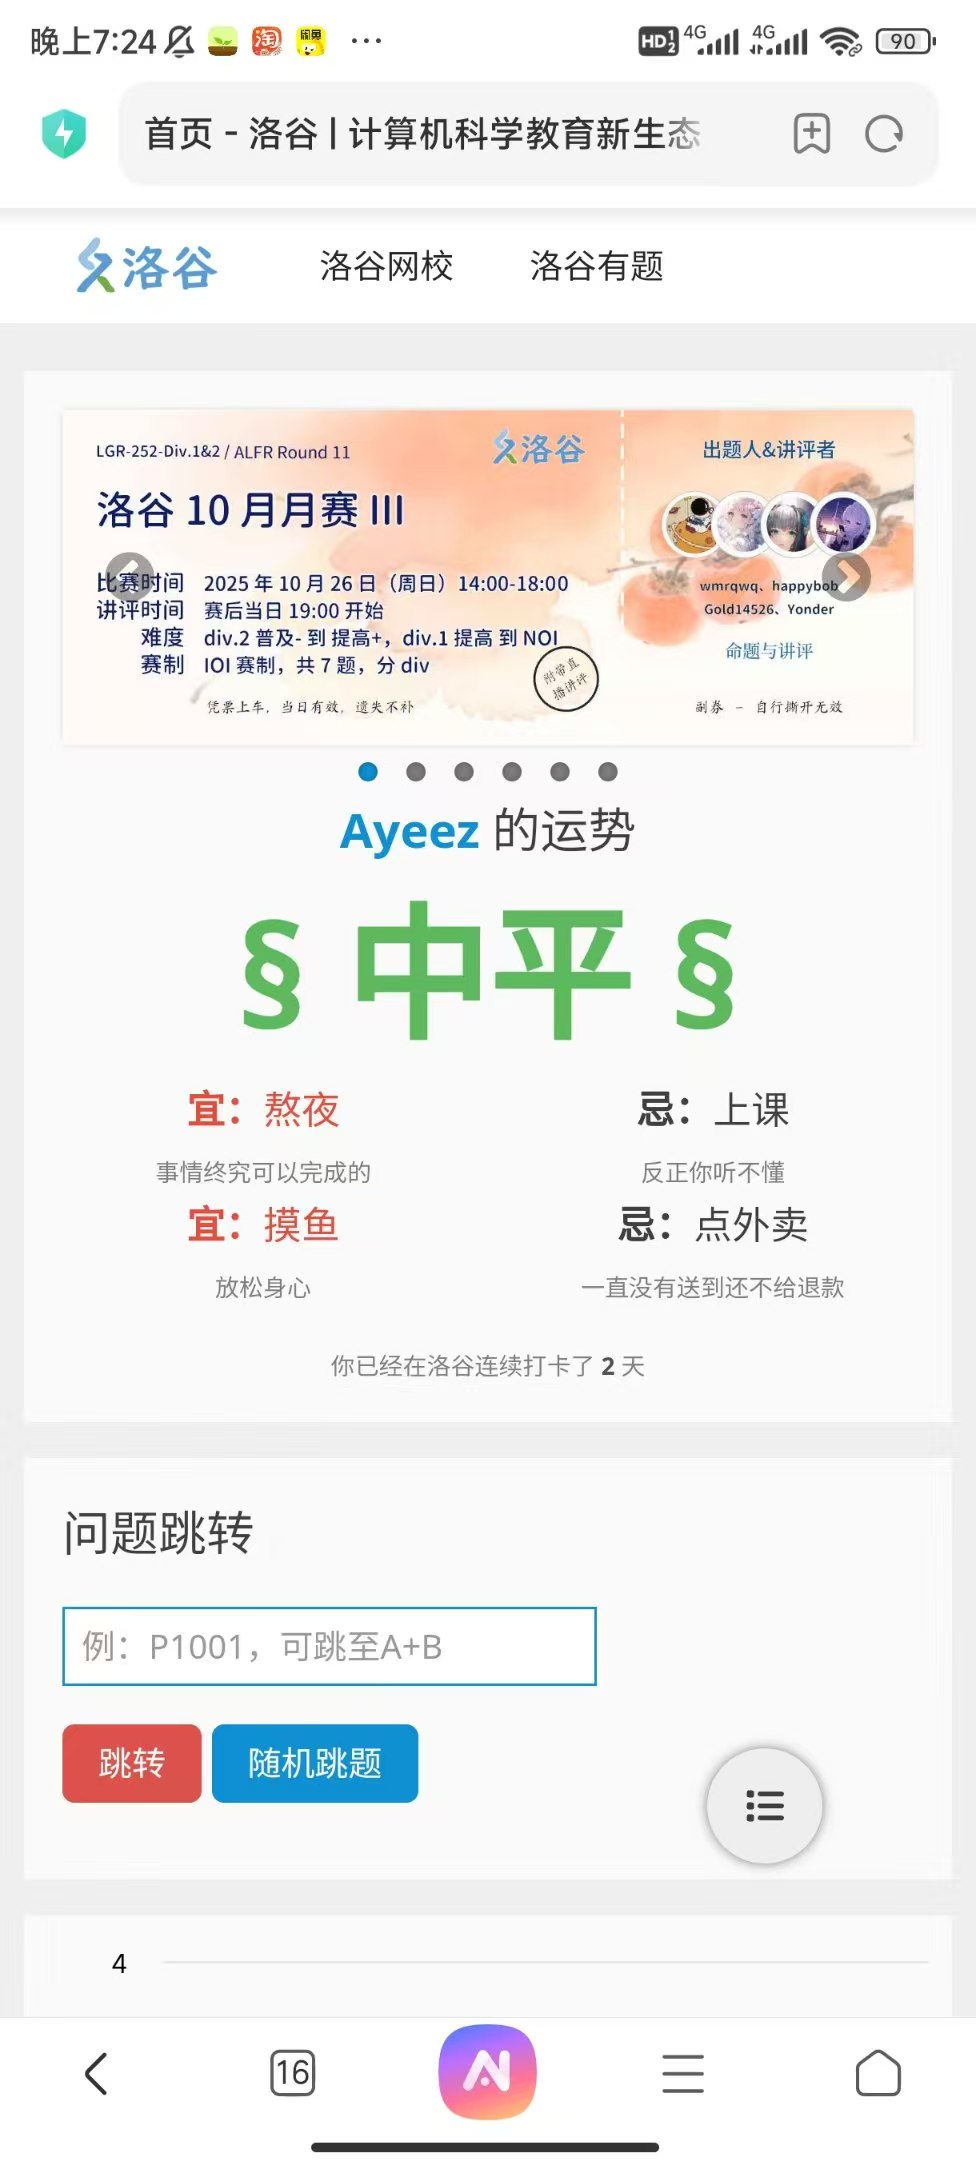 晚上7:24
HD 1 2 4G 4G 90
首页 - 洛谷 | 计算机科学教育新生态
洛谷 洛谷网校 洛谷有题
LGR-252-Div.1&2 / ALFR Round 11
洛谷
洛谷 10 月月赛 III
比赛时间 2025 年 10 月 26 日（周日）14:00-18:00
讲评时间 赛后当日 19:00 开始
难度 div.2 普及- 到 提高+，div.1 提高 到 NOI
赛制 IOI 赛制，共 7 题，分 div
附带直
播讲评
凭票上车，当日有效，遗失不补
出题人&讲评者
wmrqwq、happybob
Gold14526、Yonder
命题与讲评
副券 - 自行撕开无效
Ayeez 的运势
§ 中平 §
宜：熬夜
事情终究可以完成的
忌：上课
反正你听不懂
宜：摸鱼
放松身心
忌：点外卖
一直没有送到还不给退款
你已经在洛谷连续打卡了 2 天
问题跳转
例：P1001，可跳至A+B
跳转 随机跳题
4
16